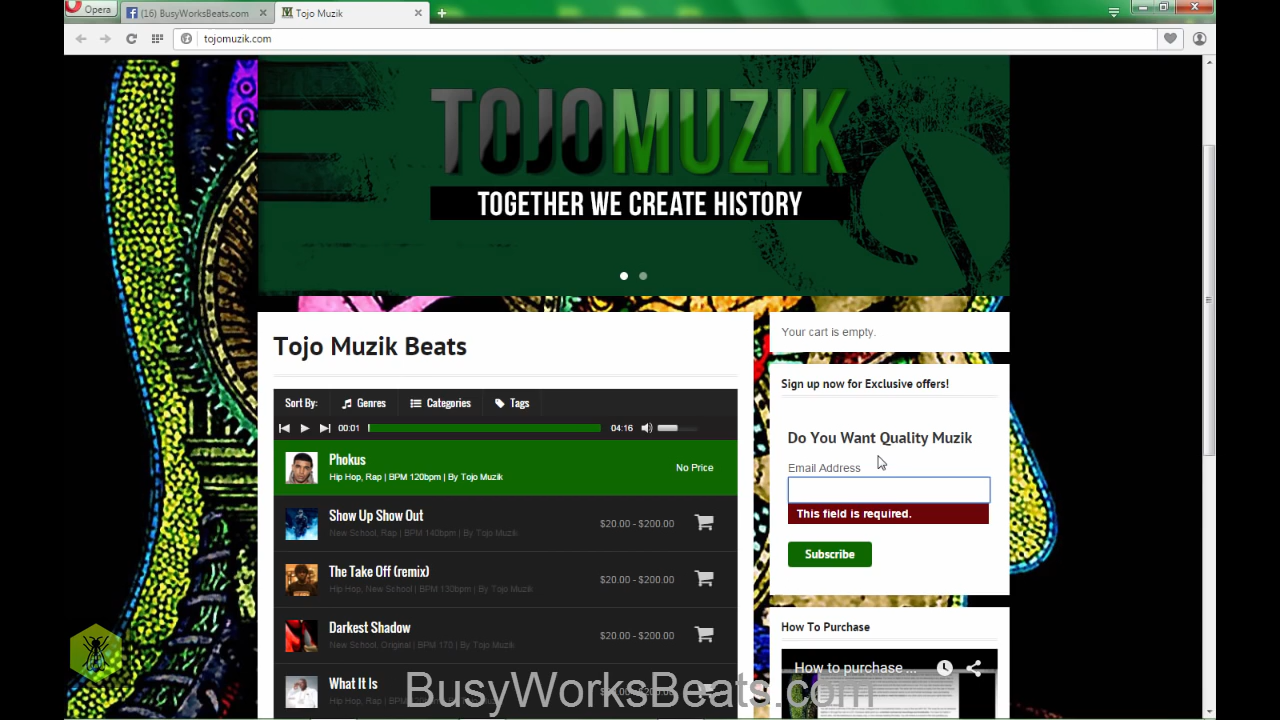 Opera
(16) BusyWorksBeats.com
Tojo Muzik
tojomuzik.com
TOJOMUZIK
TOGETHER WE CREATE HISTORY
Tojo Muzik Beats
Sort By: Genres Categories Tags
00:01 04:16
Phokus
Hip Hop, Rap | BPM 120bpm | By Tojo Muzik
No Price
Show Up Show Out
New School, Rap | BPM 140bpm | By Tojo Muzik
$20.00 - $200.00
The Take Off (remix)
Hip Hop, New School | BPM 130bpm | By Tojo Muzik
$20.00 - $200.00
Darkest Shadow
New School, Original | BPM 170 | By Tojo Muzik
$20.00 - $200.00
What It Is
Your cart is empty.
Sign up now for Exclusive offers!
Do You Want Quality Muzik
Email Address
This field is required.
Subscribe
How To Purchase
How to purchase ...
BusyWorksBeats.com